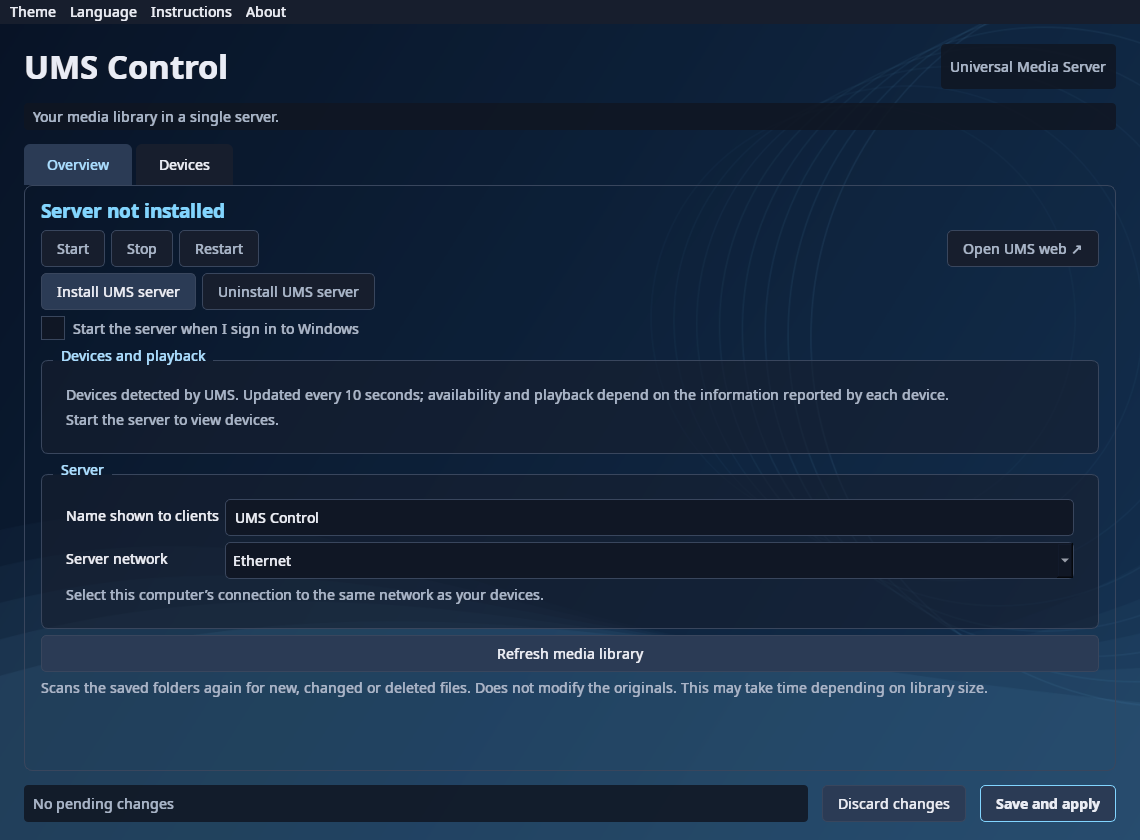 Theme Language Instructions About
UMS Control
Universal Media Server
Your media library in a single server.
Overview Devices
Server not installed
Start Stop Restart Open UMS web ↗
Install UMS server Uninstall UMS server
Start the server when I sign in to Windows
Devices and playback
Devices detected by UMS. Updated every 10 seconds; availability and playback depend on the information reported by each device.
Start the server to view devices.
Server
Name shown to clients UMS Control
Server network Ethernet
Select this computer’s connection to the same network as your devices.
Refresh media library
Scans the saved folders again for new, changed or deleted files. Does not modify the originals. This may take time depending on library size.
No pending changes Discard changes Save and apply